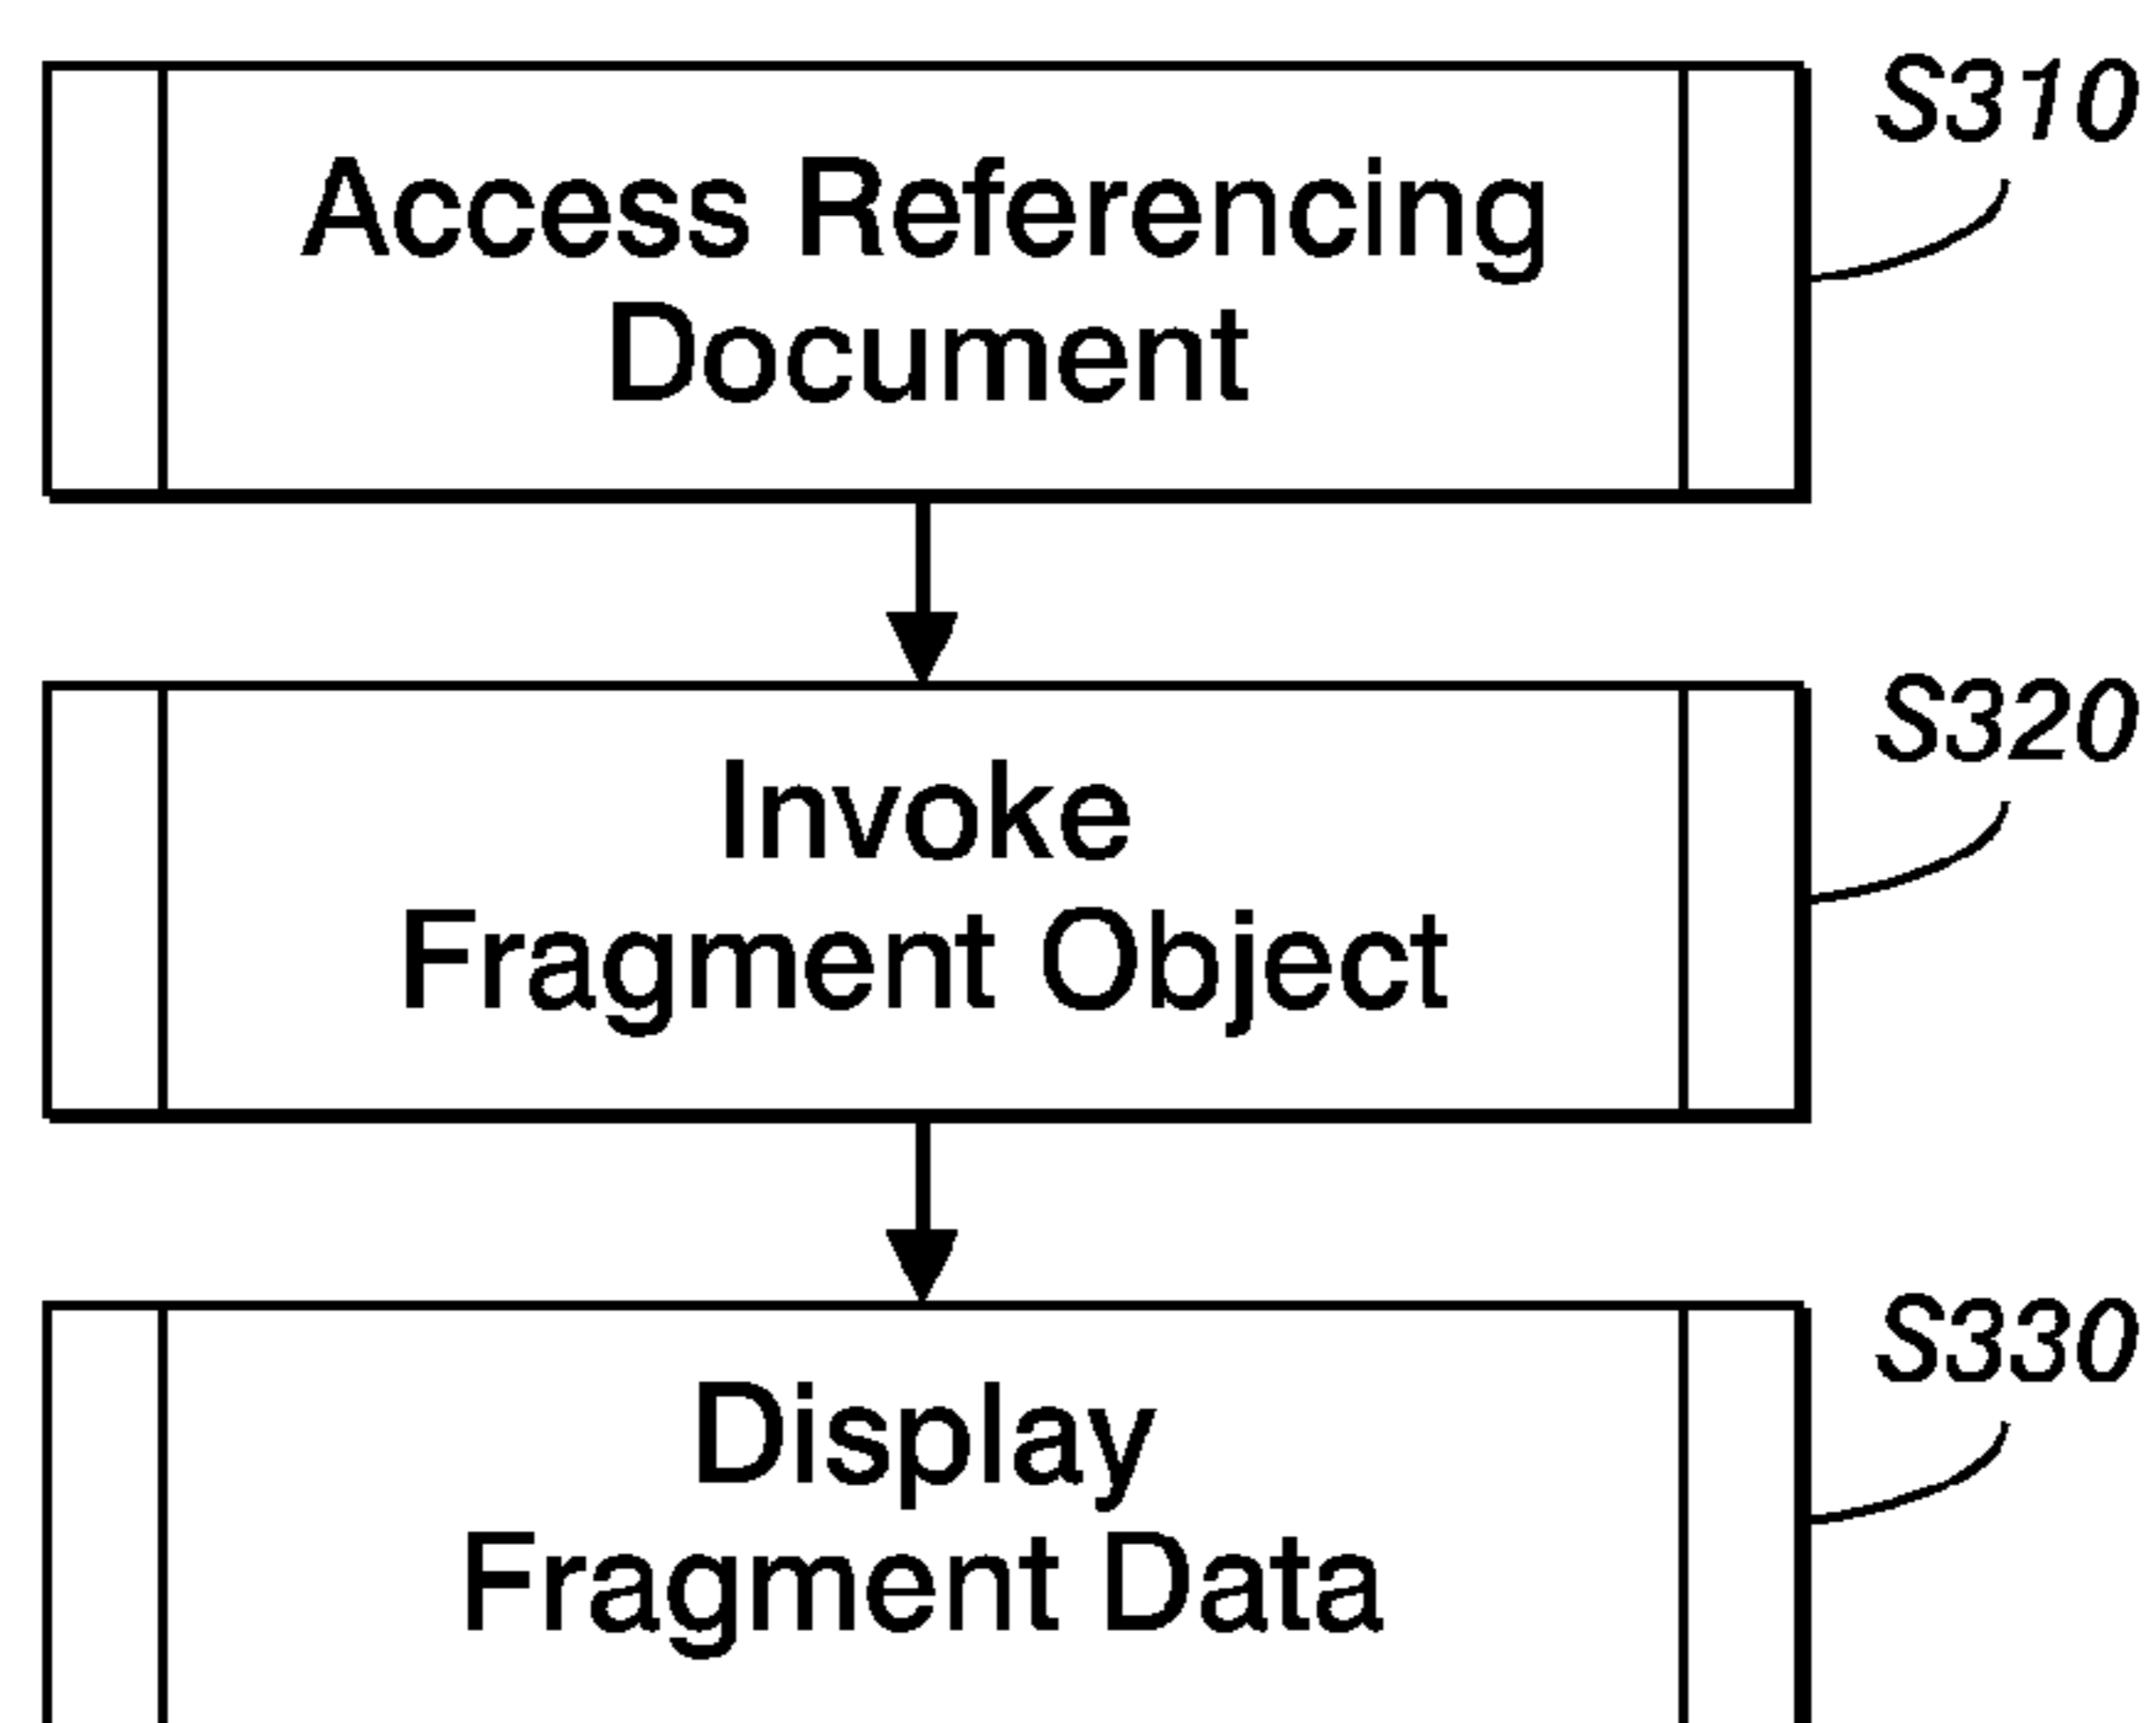 S310
Access Referencing
Document
S320
Invoke
Fragment Object
S330
Display
Fragment Data